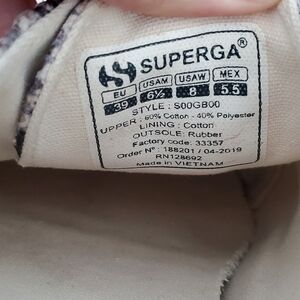 SUPERGA®
EU USAM USAW MEX
39 6½ 8 5.5
STYLE : S00GB00
UPPER : 60% Cotton - 40% Polyester
LINING : Cotton
OUTSOLE: Rubber
Factory code: 33357
Order N° : 188201 / 04-2019
RN128692
Made in VIETNAM